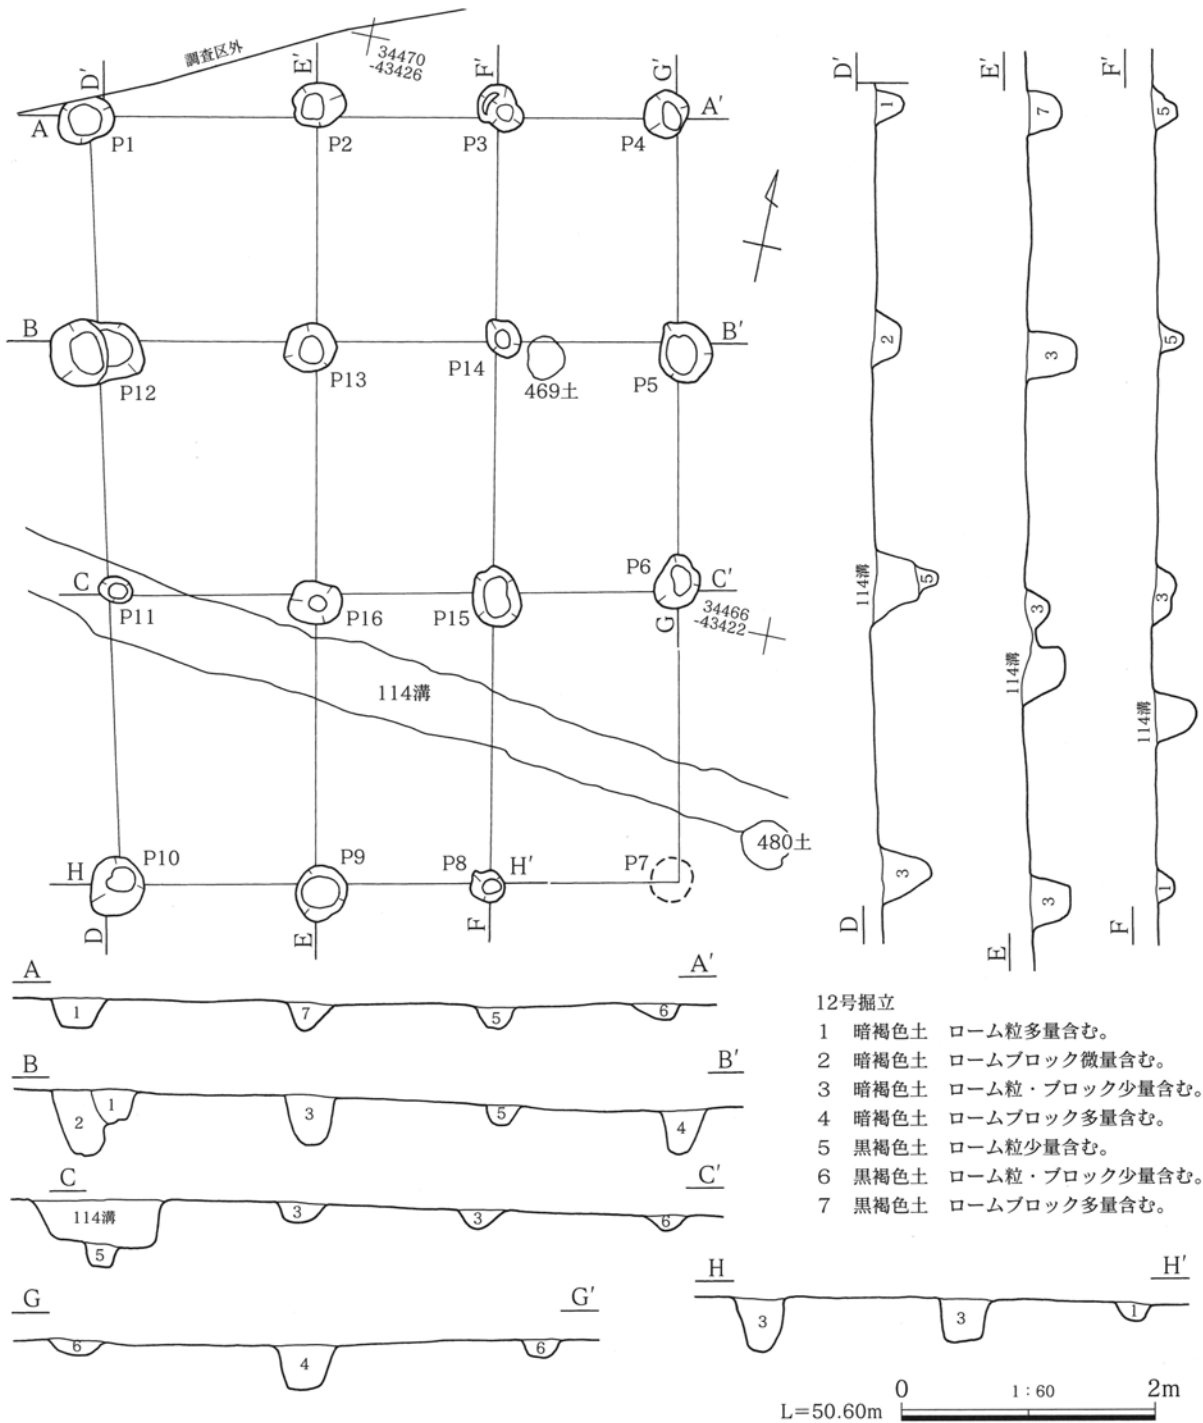 調査区外
34470
-43426
D'
E'
F'
G'
A
A'
P1
P2
P3
P4
B
B'
P12
P13
P14
469土
P5
C
P11
P16
P15
P6
C'
G
34466
-43422
114溝
480土
H
P10
P9
P8
H'
P7
D
E
F
D'
1
2
114溝
5
3
D
E'
7
3
3
114溝
3
E
F'
5
5
3
114溝
1
F
A
A'
1
7
5
6
B
B'
2
1
3
5
4
C
C'
114溝
5
3
3
6
G
G'
6
4
6
12号掘立
1 暗褐色土 ローム粒多量含む。
2 暗褐色土 ロームブロック微量含む。
3 暗褐色土 ローム粒・ブロック少量含む。
4 暗褐色土 ロームブロック多量含む。
5 黒褐色土 ローム粒少量含む。
6 黒褐色土 ローム粒・ブロック少量含む。
7 黒褐色土 ロームブロック多量含む。
H
H'
3
3
1
0 1：60 2m
L=50.60m